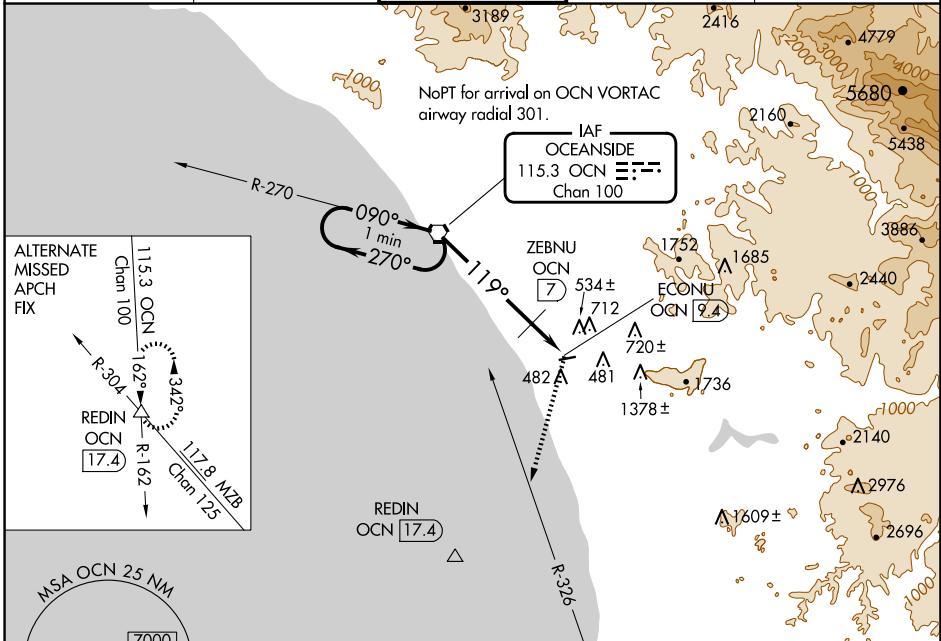 3189
2416
4779
2000
3000
4000
1000
NoPT for arrival on OCN VORTAC
airway radial 301.
5680
2160
5438
IAF
OCEANSIDE
115.3 OCN
Chan 100
1000
R-270
090°
1 min
270°
119°
3886
ALTERNATE
MISSED
APCH
FIX
115.3 OCN
Chan 100
R-304
162°
342°
REDIN
OCN
17.4
R-162
117.8 MZB
Chan 125
ZEBNU
OCN
7
1752
1685
2440
534±
712
ECONU
OCN 9.4
720±
482
481
1378±
1736
1000
2140
2976
1609±
2696
REDIN
OCN 17.4
R-326
1000
MSA OCN 25 NM
7000